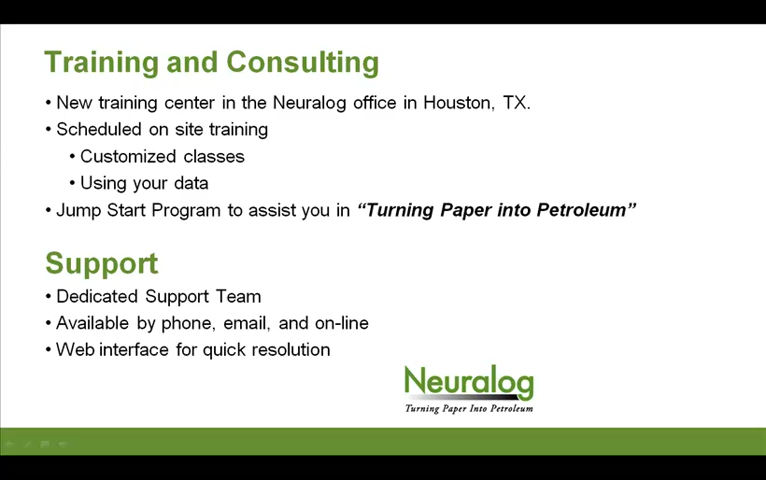 Training and Consulting
• New training center in the Neuralog office in Houston, TX.
• Scheduled on site training
• Customized classes
• Using your data
• Jump Start Program to assist you in “Turning Paper into Petroleum”
Support
• Dedicated Support Team
• Available by phone, email, and on-line
• Web interface for quick resolution
Neuralog
Turning Paper Into Petroleum